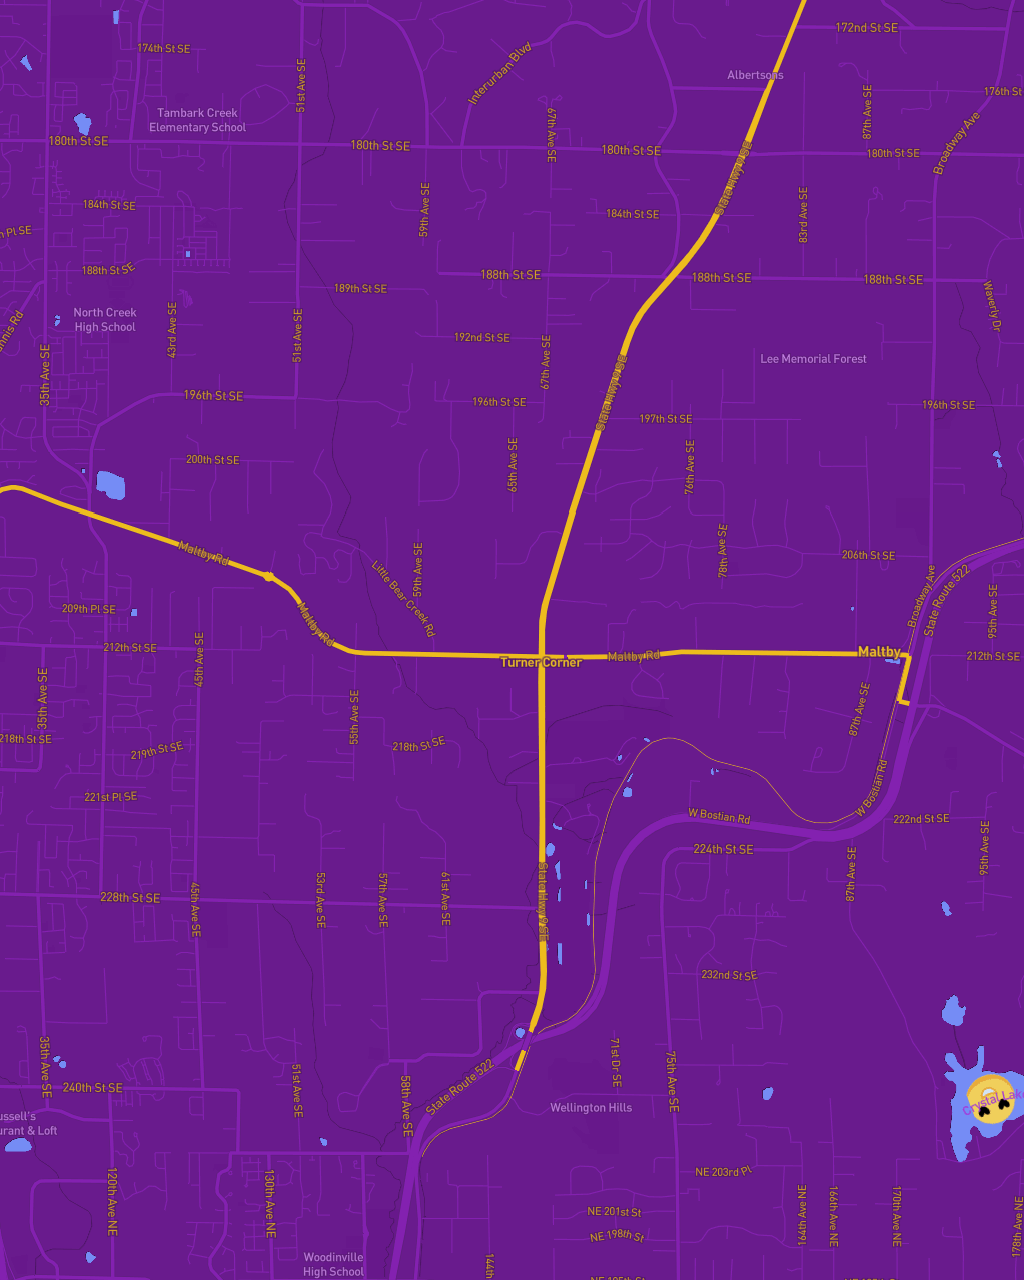 172nd St SE
174th St SE
Interurban Blvd
51st Ave SE
Albertsons
176th St
87th Ave SE
Tambark Creek
Elementary School
67th Ave SE
Broadway Ave
180th St SE
180th St SE
180th St SE
180th St SE
State Hwy 9 SE
184th St SE
59th Ave SE
184th St SE
83rd Ave SE
Pl SE
188th St SE
188th St SE
188th St SE
188th St SE
189th St SE
Waverly Dr
North Creek
High School
43rd Ave SE
51st Ave SE
192nd St SE
67th Ave SE
35th Ave SE
Lee Memorial Forest
State Hwy 9 SE
196th St SE
196th St SE
196th St SE
197th St SE
200th St SE
65th Ave SE
76th Ave SE
Maltby Rd
78th Ave SE
206th St SE
59th Ave SE
Little Bear Creek Rd
Broadway Ave
State Route 522
95th Ave SE
209th Pl SE
Maltby Rd
212th St SE
45th Ave SE
Turner Corner
Maltby Rd
Maltby
212th St SE
35th Ave SE
55th Ave SE
87th Ave SE
218th St SE
219th St SE
218th St SE
221st Pl SE
W Bostian Rd
W Bostian Rd
222nd St SE
224th St SE
95th Ave SE
87th Ave SE
228th St SE
45th Ave SE
53rd Ave SE
57th Ave SE
61st Ave SE
State Hwy 9 SE
232nd St SE
35th Ave SE
71st Dr SE
75th Ave SE
51st Ave SE
240th St SE
State Route 522
58th Ave SE
Wellington Hills
Crystal Lake
ussell's
urant & Loft
NE 203rd Pl
120th Ave NE
130th Ave NE
164th Ave NE
166th Ave NE
170th Ave NE
178th Ave NE
NE 201st St
NE 198th St
Woodinville
High School
144th